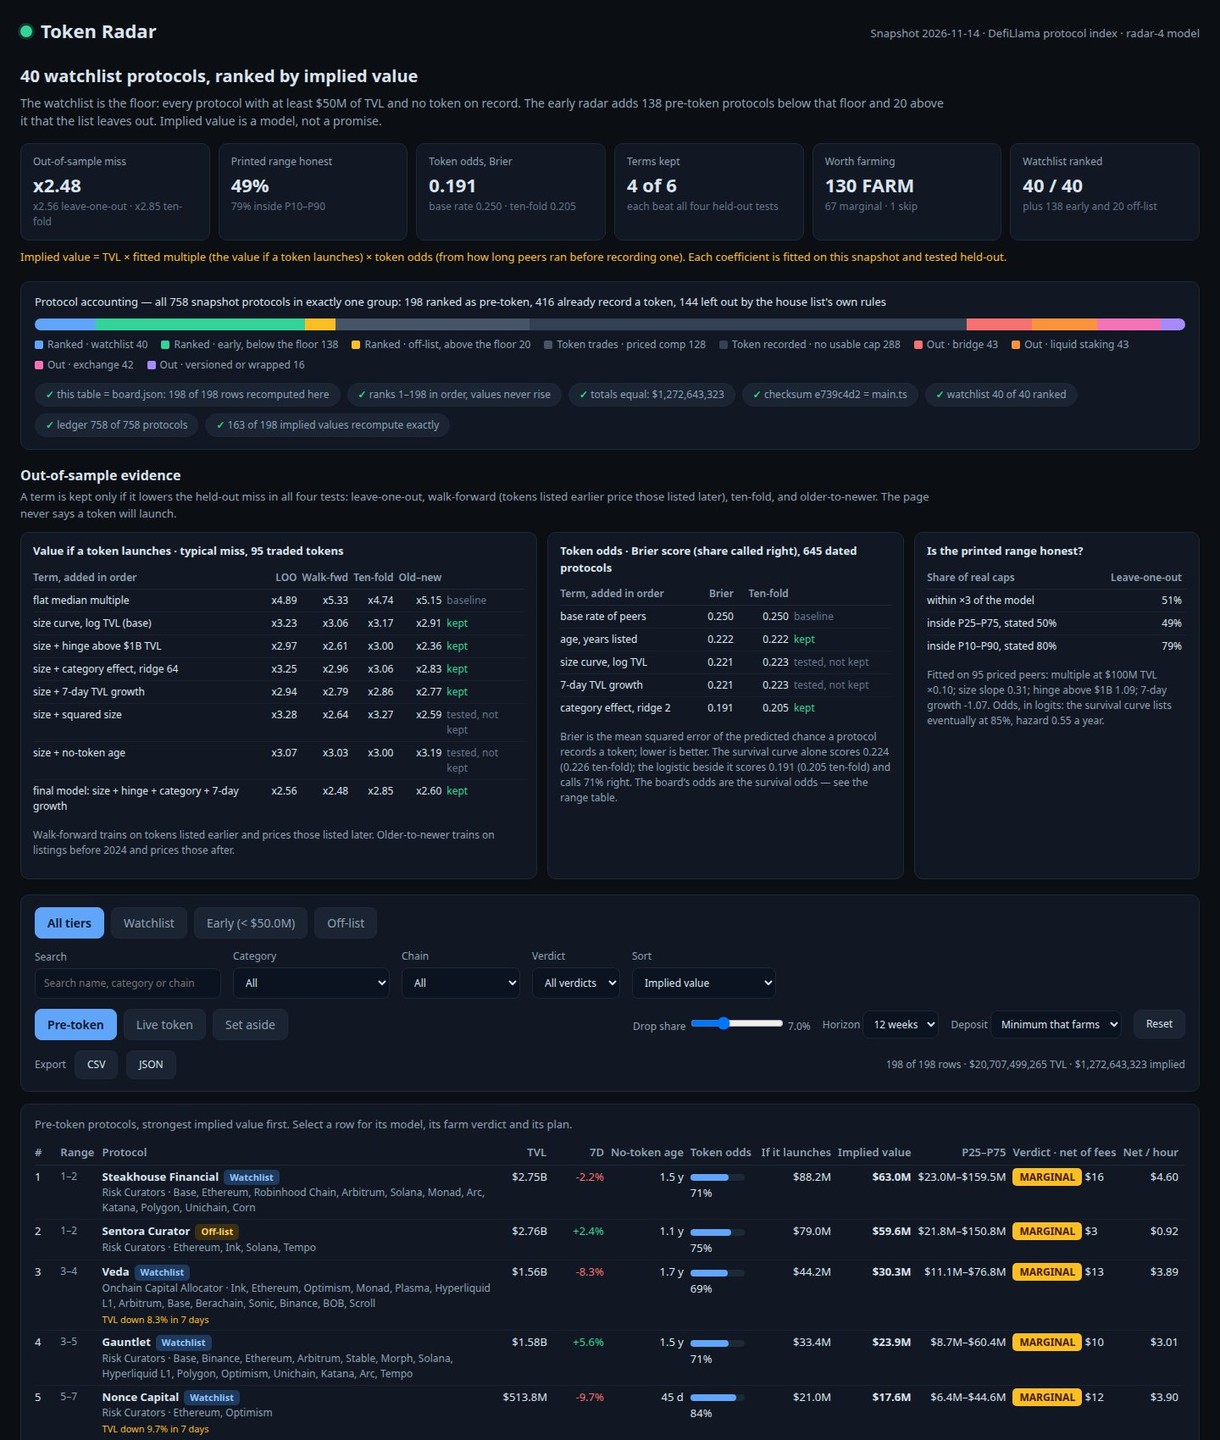 Token Radar
Snapshot 2026-11-14 · DefiLlama protocol index · radar-4 model
40 watchlist protocols, ranked by implied value
The watchlist is the floor: every protocol with at least $50M of TVL and no token on record. The early radar adds 138 pre-token protocols below that floor and 20 above
it that the list leaves out. Implied value is a model, not a promise.
Out-of-sample miss
x2.48
x2.56 leave-one-out · x2.85 ten-
fold
Printed range honest
49%
79% inside P10–P90
Token odds, Brier
0.191
base rate 0.250 · ten-fold 0.205
Terms kept
4 of 6
each beat all four held-out tests
Worth farming
130 FARM
67 marginal · 1 skip
Watchlist ranked
40 / 40
plus 138 early and 20 off-list
Implied value = TVL × fitted multiple (the value if a token launches) × token odds (from how long peers ran before recording one). Each coefficient is fitted on this snapshot and tested held-out.
Protocol accounting — all 758 snapshot protocols in exactly one group: 198 ranked as pre-token, 416 already record a token, 144 left out by the house list's own rules
Ranked · watchlist 40 Ranked · early, below the floor 138 Ranked · off-list, above the floor 20 Token trades · priced comp 128 Token recorded · no usable cap 288 Out · bridge 43 Out · liquid staking 43
Out · exchange 42 Out · versioned or wrapped 16
✓ this table = board.json: 198 of 198 rows recomputed here ✓ ranks 1–198 in order, values never rise ✓ totals equal: $1,272,643,323 ✓ checksum e739c4d2 = main.ts ✓ watchlist 40 of 40 ranked
✓ ledger 758 of 758 protocols ✓ 163 of 198 implied values recompute exactly
Out-of-sample evidence
A term is kept only if it lowers the held-out miss in all four tests: leave-one-out, walk-forward (tokens listed earlier price those listed later), ten-fold, and older-to-newer. The page
never says a token will launch.
Value if a token launches · typical miss, 95 traded tokens
Term, added in order LOO Walk-fwd Ten-fold Old–new
flat median multiple x4.89 x5.33 x4.74 x5.15 baseline
size curve, log TVL (base) x3.23 x3.06 x3.17 x2.91 kept
size + hinge above $1B TVL x2.97 x2.61 x3.00 x2.36 kept
size + category effect, ridge 64 x3.25 x2.96 x3.06 x2.83 kept
size + 7-day TVL growth x2.94 x2.79 x2.86 x2.77 kept
size + squared size x3.28 x2.64 x3.27 x2.59 tested, not
kept
size + no-token age x3.07 x3.03 x3.00 x3.19 tested, not
kept
final model: size + hinge + category + 7-day x2.56 x2.48 x2.85 x2.60 kept
growth
Walk-forward trains on tokens listed earlier and prices those listed later. Older-to-newer trains on
listings before 2024 and prices those after.
Token odds · Brier score (share called right), 645 dated
protocols
Term, added in order Brier Ten-fold
base rate of peers 0.250 0.250 baseline
age, years listed 0.222 0.222 kept
size curve, log TVL 0.221 0.223 tested, not kept
7-day TVL growth 0.221 0.223 tested, not kept
category effect, ridge 2 0.191 0.205 kept
Brier is the mean squared error of the predicted chance a protocol
records a token; lower is better. The survival curve alone scores 0.224
(0.226 ten-fold); the logistic beside it scores 0.191 (0.205 ten-fold) and
calls 71% right. The board's odds are the survival odds — see the
range table.
Is the printed range honest?
Share of real caps Leave-one-out
within ×3 of the model 51%
inside P25–P75, stated 50% 49%
inside P10–P90, stated 80% 79%
Fitted on 95 priced peers: multiple at $100M TVL
×0.10; size slope 0.31; hinge above $1B 1.09; 7-day
growth -1.07. Odds, in logits: the survival curve lists
eventually at 85%, hazard 0.55 a year.
All tiers Watchlist Early (< $50.0M) Off-list
Search Category Chain Verdict Sort
Search name, category or chain All All All verdicts Implied value
Pre-token Live token Set aside Drop share 7.0% Horizon 12 weeks Deposit Minimum that farms Reset
Export CSV JSON 198 of 198 rows · $20,707,499,265 TVL · $1,272,643,323 implied
Pre-token protocols, strongest implied value first. Select a row for its model, its farm verdict and its plan.
# Range Protocol TVL 7D No-token age Token odds If it launches Implied value P25–P75 Verdict · net of fees Net / hour
1 1–2 Steakhouse Financial Watchlist $2.75B -2.2% 1.5 y 71% $88.2M $63.0M $23.0M–$159.5M MARGINAL $16 $4.60
Risk Curators · Base, Ethereum, Robinhood Chain, Arbitrum, Solana, Monad, Arc,
Katana, Polygon, Unichain, Corn
2 1–2 Sentora Curator Off-list $2.76B +2.4% 1.1 y 75% $79.0M $59.6M $21.8M–$150.8M MARGINAL $3 $0.92
Risk Curators · Ethereum, Ink, Solana, Tempo
3 3–4 Veda Watchlist $1.56B -8.3% 1.7 y 69% $44.2M $30.3M $11.1M–$76.8M MARGINAL $13 $3.89
Onchain Capital Allocator · Ink, Ethereum, Optimism, Monad, Plasma, Hyperliquid
L1, Arbitrum, Base, Berachain, Sonic, Binance, BOB, Scroll
TVL down 8.3% in 7 days
4 3–5 Gauntlet Watchlist $1.58B +5.6% 1.5 y 71% $33.4M $23.9M $8.7M–$60.4M MARGINAL $10 $3.01
Risk Curators · Base, Binance, Ethereum, Arbitrum, Stable, Morph, Solana,
Hyperliquid L1, Polygon, Optimism, Unichain, Katana, Arc, Tempo
5 5–7 Nonce Capital Watchlist $513.8M -9.7% 45 d 84% $21.0M $17.6M $6.4M–$44.6M MARGINAL $12 $3.90
Risk Curators · Ethereum, Optimism
TVL down 9.7% in 7 days